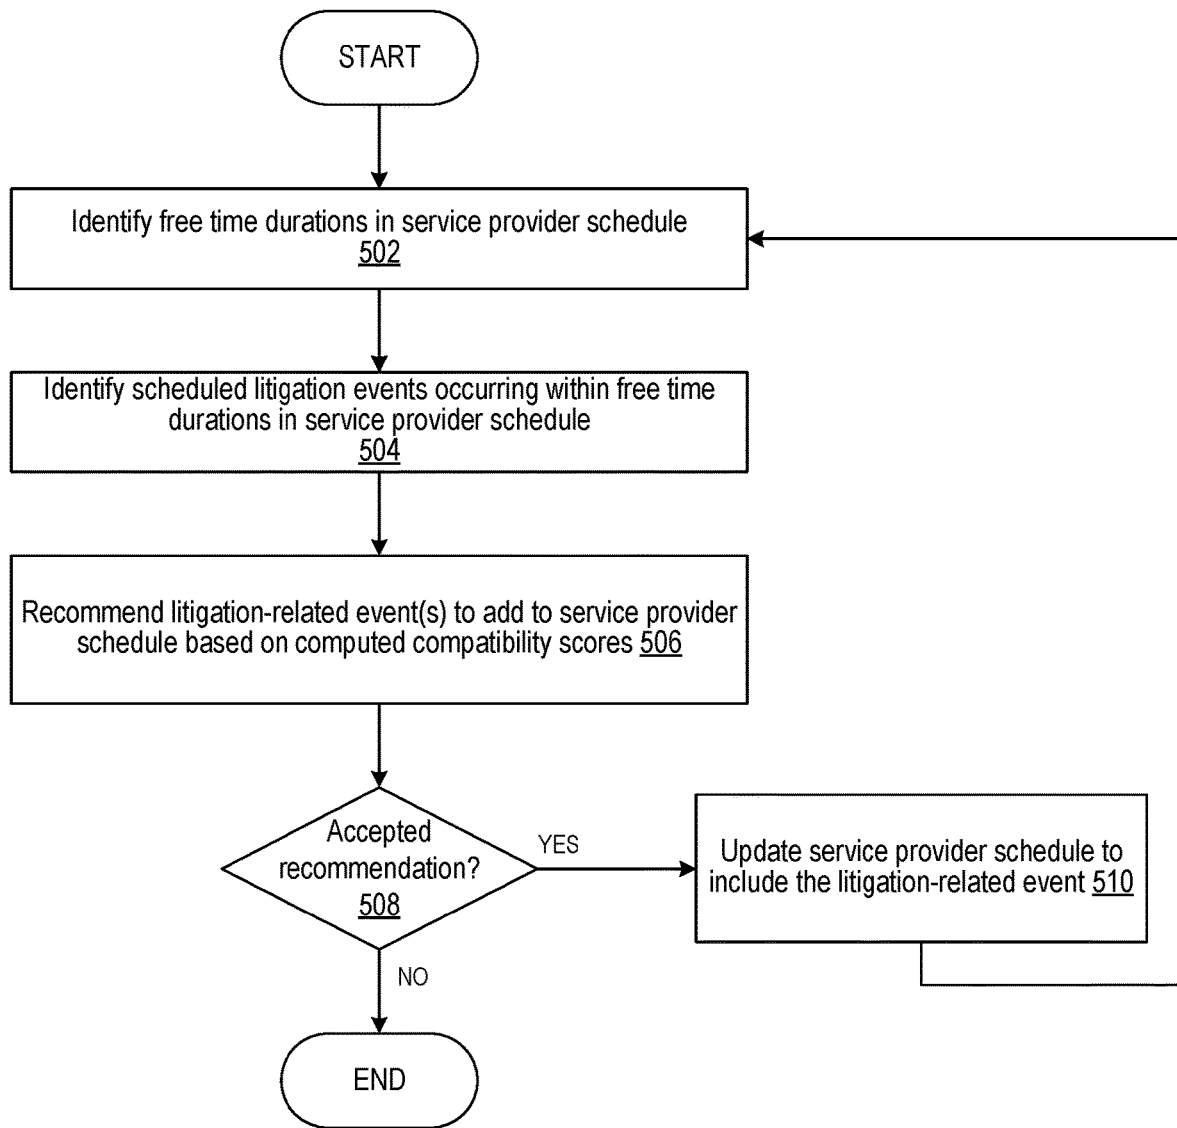 START
Identify free time durations in service provider schedule
502
Identify scheduled litigation events occurring within free time
durations in service provider schedule
504
Recommend litigation-related event(s) to add to service provider
schedule based on computed compatibility scores 506
Accepted
recommendation?
508
YES
Update service provider schedule to
include the litigation-related event 510
NO
END